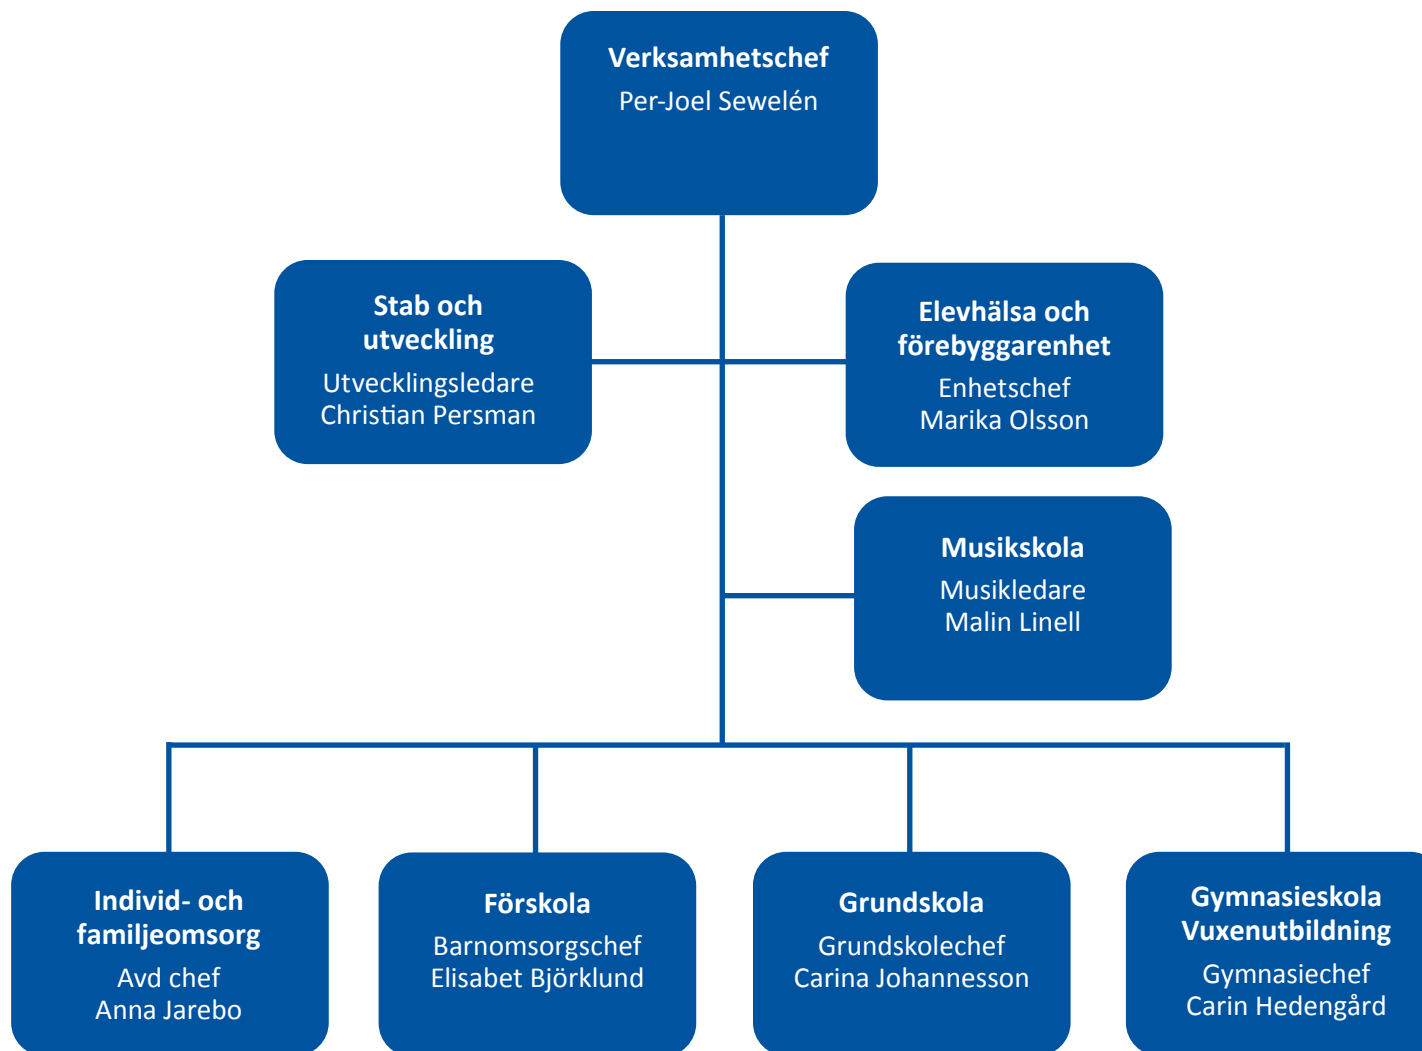 Verksamhetschef
Per-Joel Sewelén
Stab och
utveckling
Utvecklingsledare
Christian Persman
Elevhälsa och
förebyggarenhet
Enhetschef
Marika Olsson
Musikskola
Musikledare
Malin Linell
Individ- och
familjeomsorg
Avd chef
Anna Jarebo
Förskola
Barnomsorgschef
Elisabet Björklund
Grundskola
Grundskolechef
Carina Johannesson
Gymnasieskola
Vuxenutbildning
Gymnasiechef
Carin Hedengård